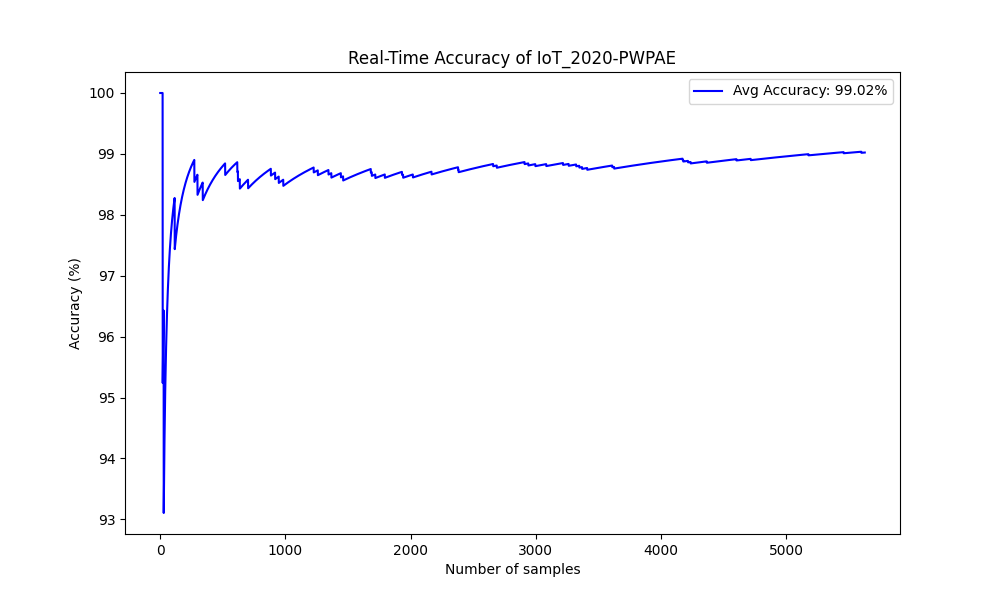 Real-Time Accuracy of IoT_2020-PWPAE
Avg Accuracy: 99.02%
100
99
98
97
96
95
94
93
Accuracy (%)
0 1000 2000 3000 4000 5000
Number of samples